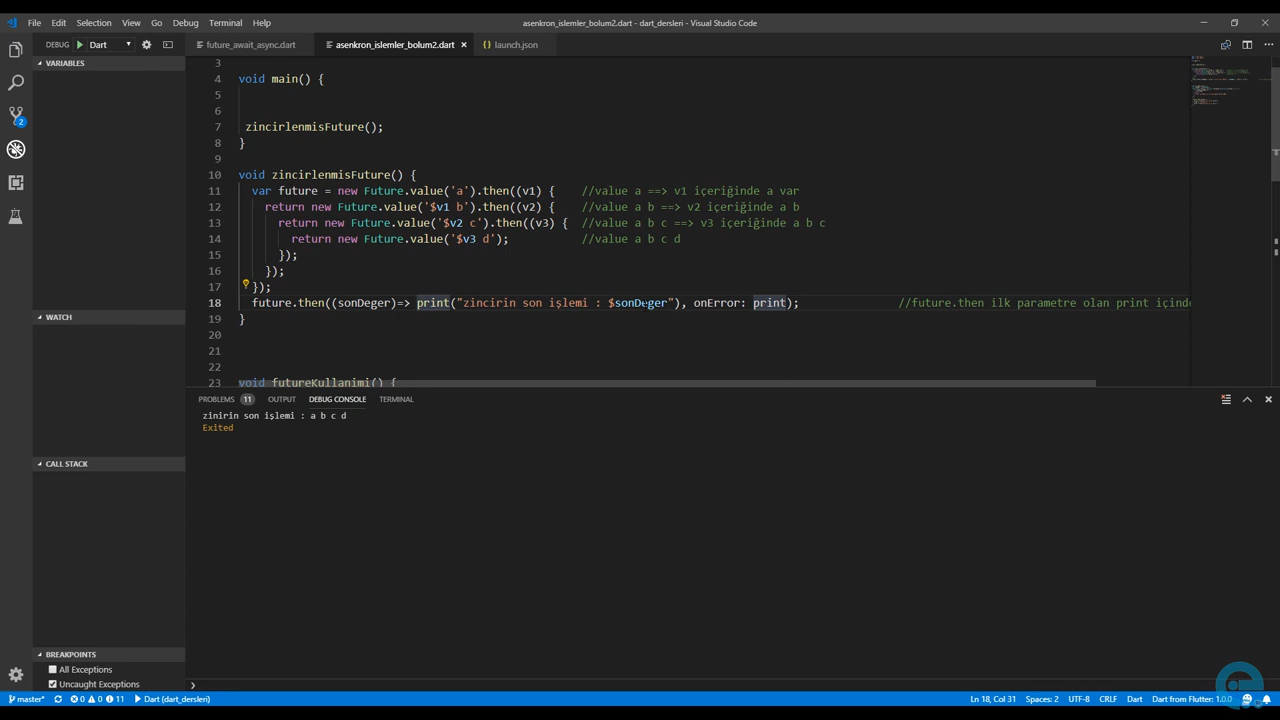 File Edit Selection View Go Debug Terminal Help
asenkron_islemler_bolum2.dart - dart_dersleri - Visual Studio Code
DEBUG Dart
future_await_async.dart asenkron_islemler_bolum2.dart launch.json
VARIABLES
3
4 void main() {
5
6
7 zincirlenmisFuture();
8 }
9
10 void zincirlenmisFuture() {
11 var future = new Future.value('a').then((v1) { //value a ==> v1 içeriğinde a var
12 return new Future.value('$v1 b').then((v2) { //value a b ==> v2 içeriğinde a b
13 return new Future.value('$v2 c').then((v3) { //value a b c ==> v3 içeriğinde a b c
14 return new Future.value('$v3 d'); //value a b c d
15 });
16 });
17 });
18 future.then((sonDeger)=> print("zincirin son işlemi : $sonDeger"), onError: print); //future.then ilk parametre olan print içinde
19 }
20
21
22
23 void futureKullanimi() {
WATCH
CALL STACK
BREAKPOINTS
All Exceptions
Uncaught Exceptions
PROBLEMS 11 OUTPUT DEBUG CONSOLE TERMINAL
zinirin son işlemi : a b c d
Exited
2
master* 0 0 11 Dart (dart_dersleri)
Ln 18, Col 31 Spaces: 2 UTF-8 CRLF Dart Dart from Flutter: 1.0.0